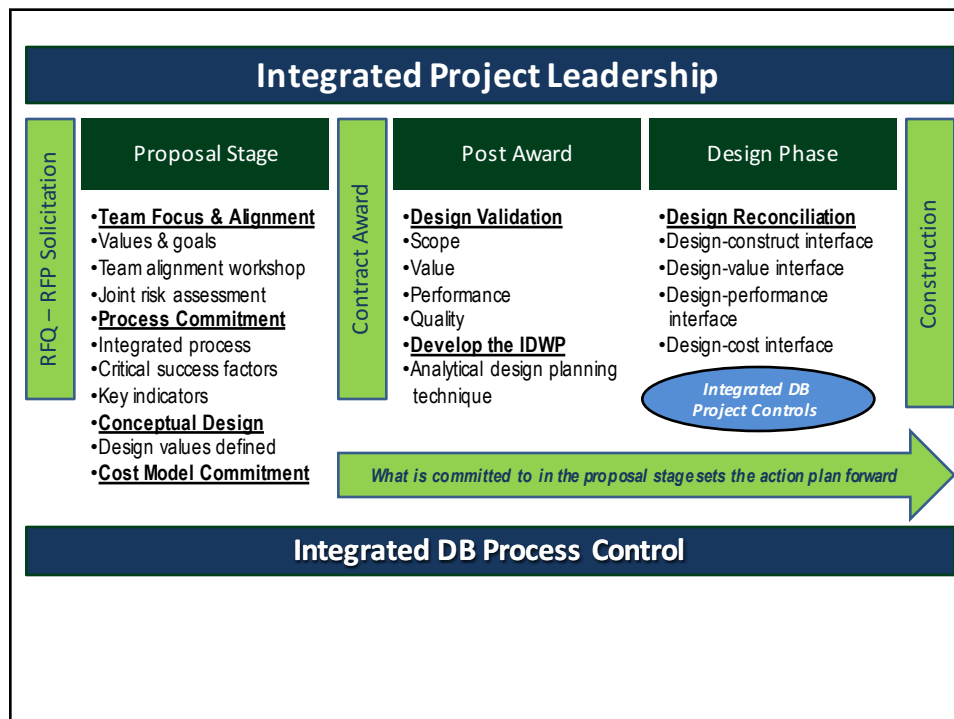 Integrated Project Leadership
RFQ – RFP Solicitation
Proposal Stage
•Team Focus & Alignment
•Values & goals
•Team alignment workshop
•Joint risk assessment
•Process Commitment
•Integrated process
•Critical success factors
•Key indicators
•Conceptual Design
•Design values defined
•Cost Model Commitment
Contract Award
Post Award
•Design Validation
•Scope
•Value
•Performance
•Quality
•Develop the IDWP
•Analytical design planning
technique
Design Phase
•Design Reconciliation
•Design-construct interface
•Design-value interface
•Design-performance
interface
•Design-cost interface
Integrated DB
Project Controls
Construction
What is committed to in the proposal stage sets the action plan forward
Integrated DB Process Control